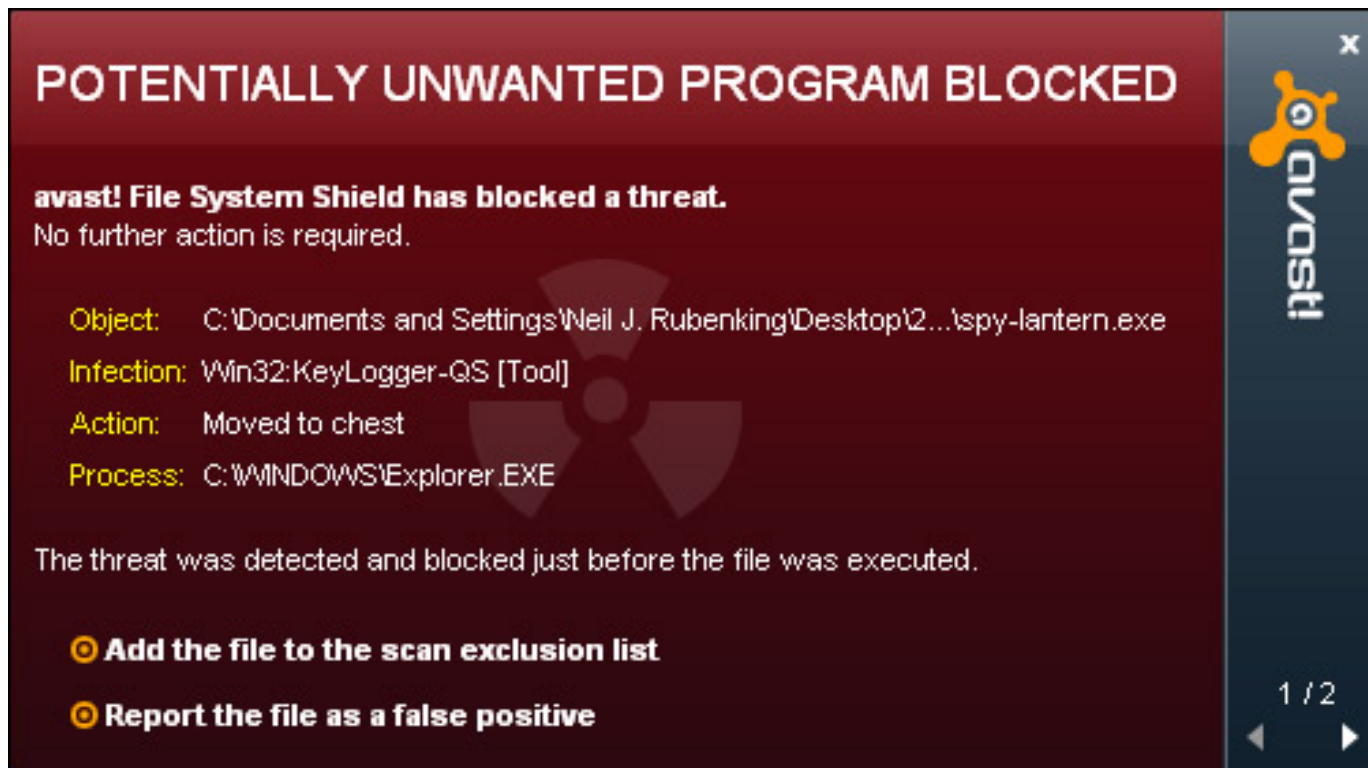 POTENTIALLY UNWANTED PROGRAM BLOCKED
avast! File System Shield has blocked a threat.
No further action is required.
Object: C:\Documents and Settings\Neil J. Rubenking\Desktop\2...\spy-lantern.exe
Infection: Win32:KeyLogger-QS [Tool]
Action: Moved to chest
Process: C:\WINDOWS\Explorer.EXE
The threat was detected and blocked just before the file was executed.
Add the file to the scan exclusion list
Report the file as a false positive
x
avast!
1 / 2